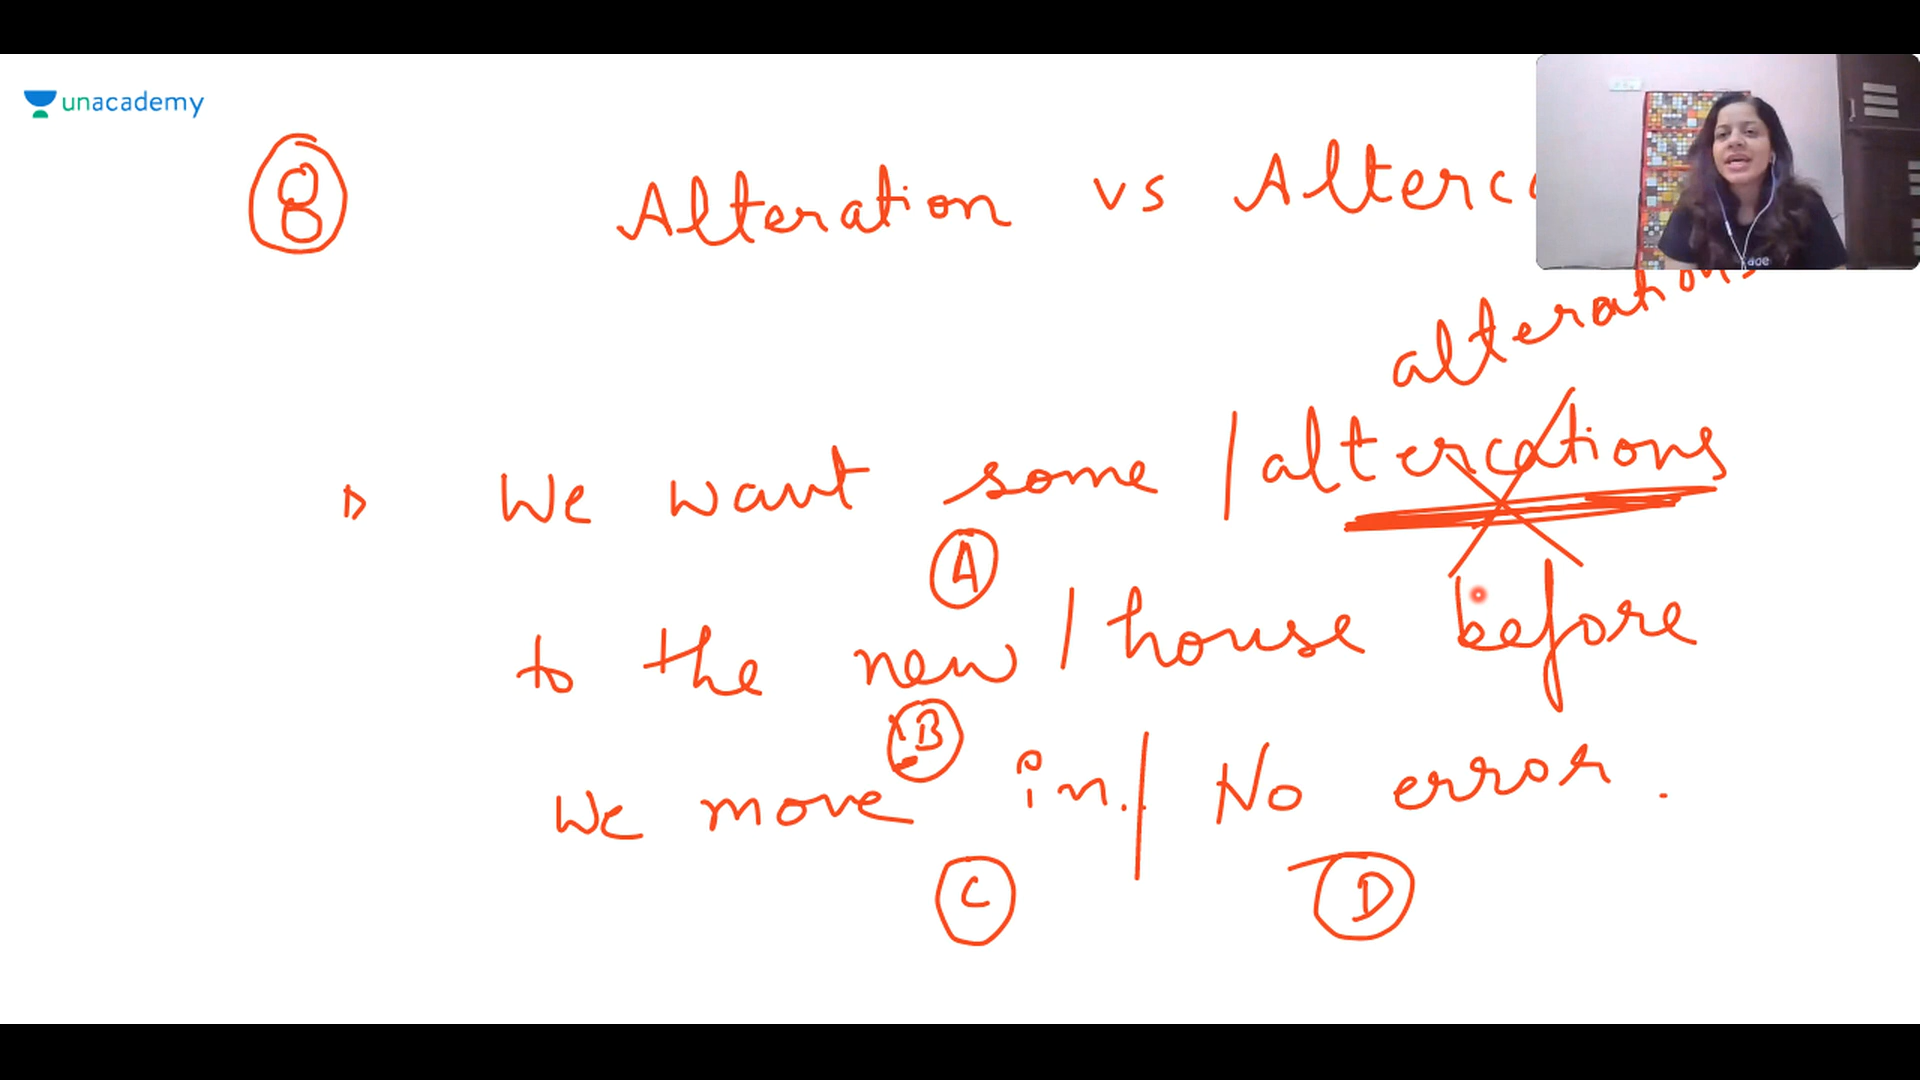 unacademy
8 Alteration vs Alterca
alterations
We want some / altercations
A
to the new / house before
B
we move in. / No error.
C D